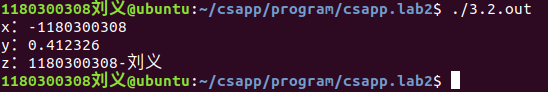 1180300308刘义@ubuntu:~/csapp/program/csapp.lab2$ ./3.2.out
x: -1180300308
y: 0.412326
z: 1180300308-刘义
1180300308刘义@ubuntu:~/csapp/program/csapp.lab2$